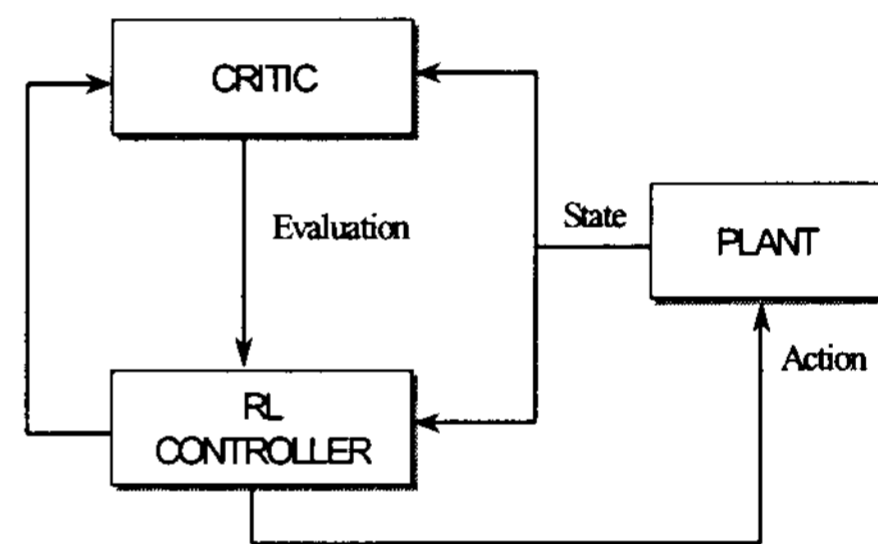 CRITIC
Evaluation
State
PLANT
Action
RL
CONTROLLER